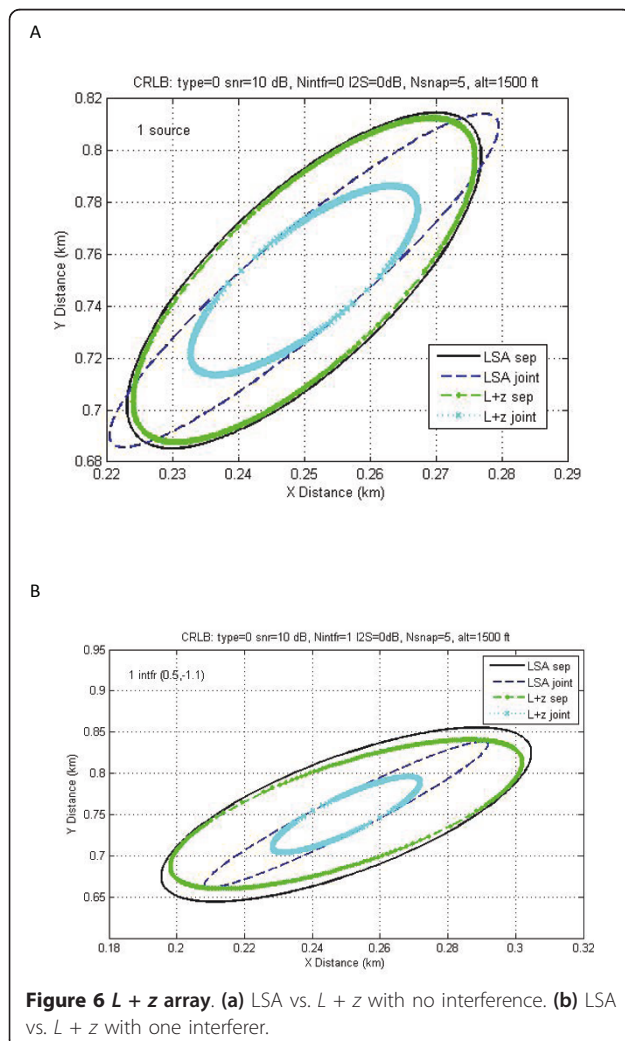 A
CRLB: type=0 snr=10 dB, Nintfr=0 I2S=0dB, Nsnap=5, alt=1500 ft
0.82
1 source
0.8
0.78
0.76
0.74
0.72
0.7
0.68
LSA sep
LSA joint
L+z sep
L+z joint
0.22 0.23 0.24 0.25 0.26 0.27 0.28 0.29
X Distance (km)
Y Distance (km)
B
CRLB: type=0 snr=10 dB, Nintfr=1 I2S=0dB, Nsnap=5, alt=1500 ft
0.95
1 intfr (0.5,-1.1)
0.9
0.85
0.8
0.75
0.7
0.65
LSA sep
LSA joint
L+z sep
L+z joint
0.18 0.2 0.22 0.24 0.26 0.28 0.3 0.32
X Distance (km)
Y Distance (km)
Figure 6 L + z array. (a) LSA vs. L + z with no interference. (b) LSA
vs. L + z with one interferer.